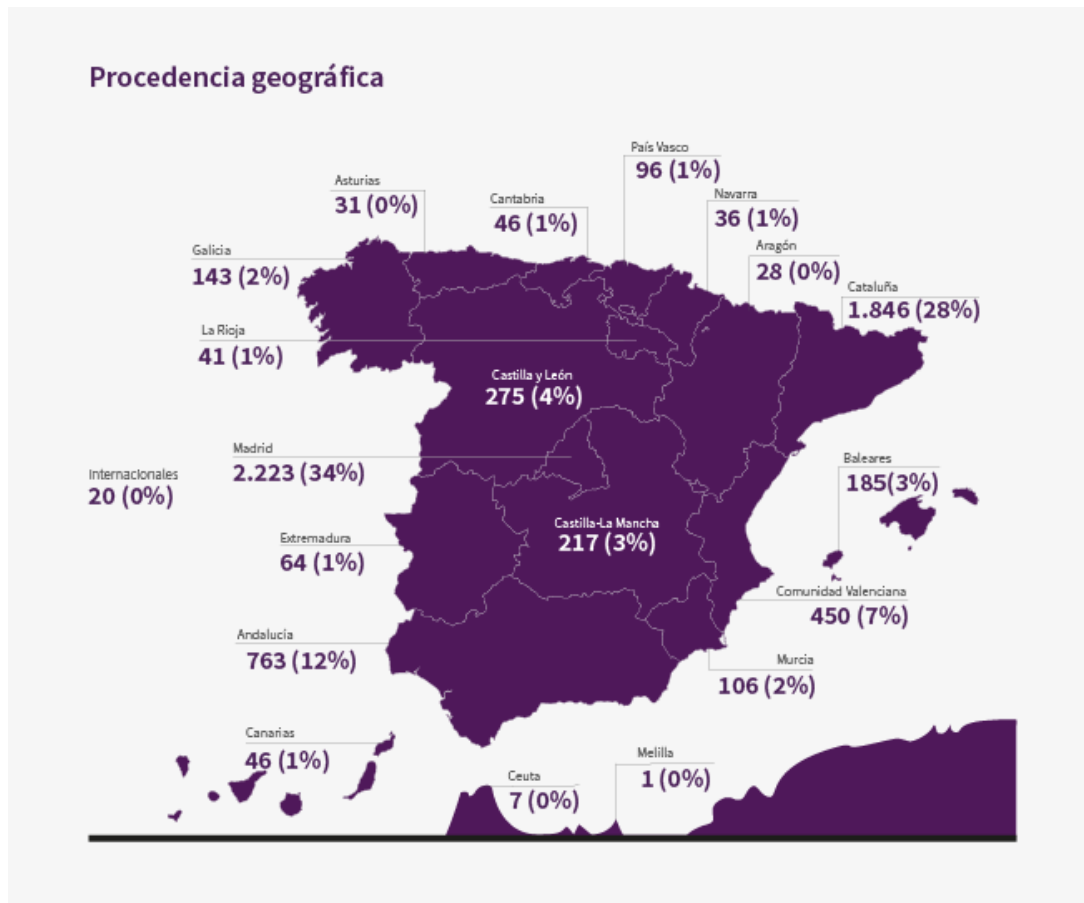 Procedencia geográfica
País Vasco
96 (1%)
Asturias
31 (0%)
Cantabria
46 (1%)
Navarra
36 (1%)
Galicia
143 (2%)
Aragón
28 (0%)
Cataluña
1.846 (28%)
La Rioja
41 (1%)
Castilla y León
275 (4%)
Madrid
2.223 (34%)
Internacionales
20 (0%)
Baleares
185(3%)
Castilla-La Mancha
217 (3%)
Extremadura
64 (1%)
Comunidad Valenciana
450 (7%)
Andalucía
763 (12%)
Murcia
106 (2%)
Canarias
46 (1%)
Melilla
1 (0%)
Ceuta
7 (0%)